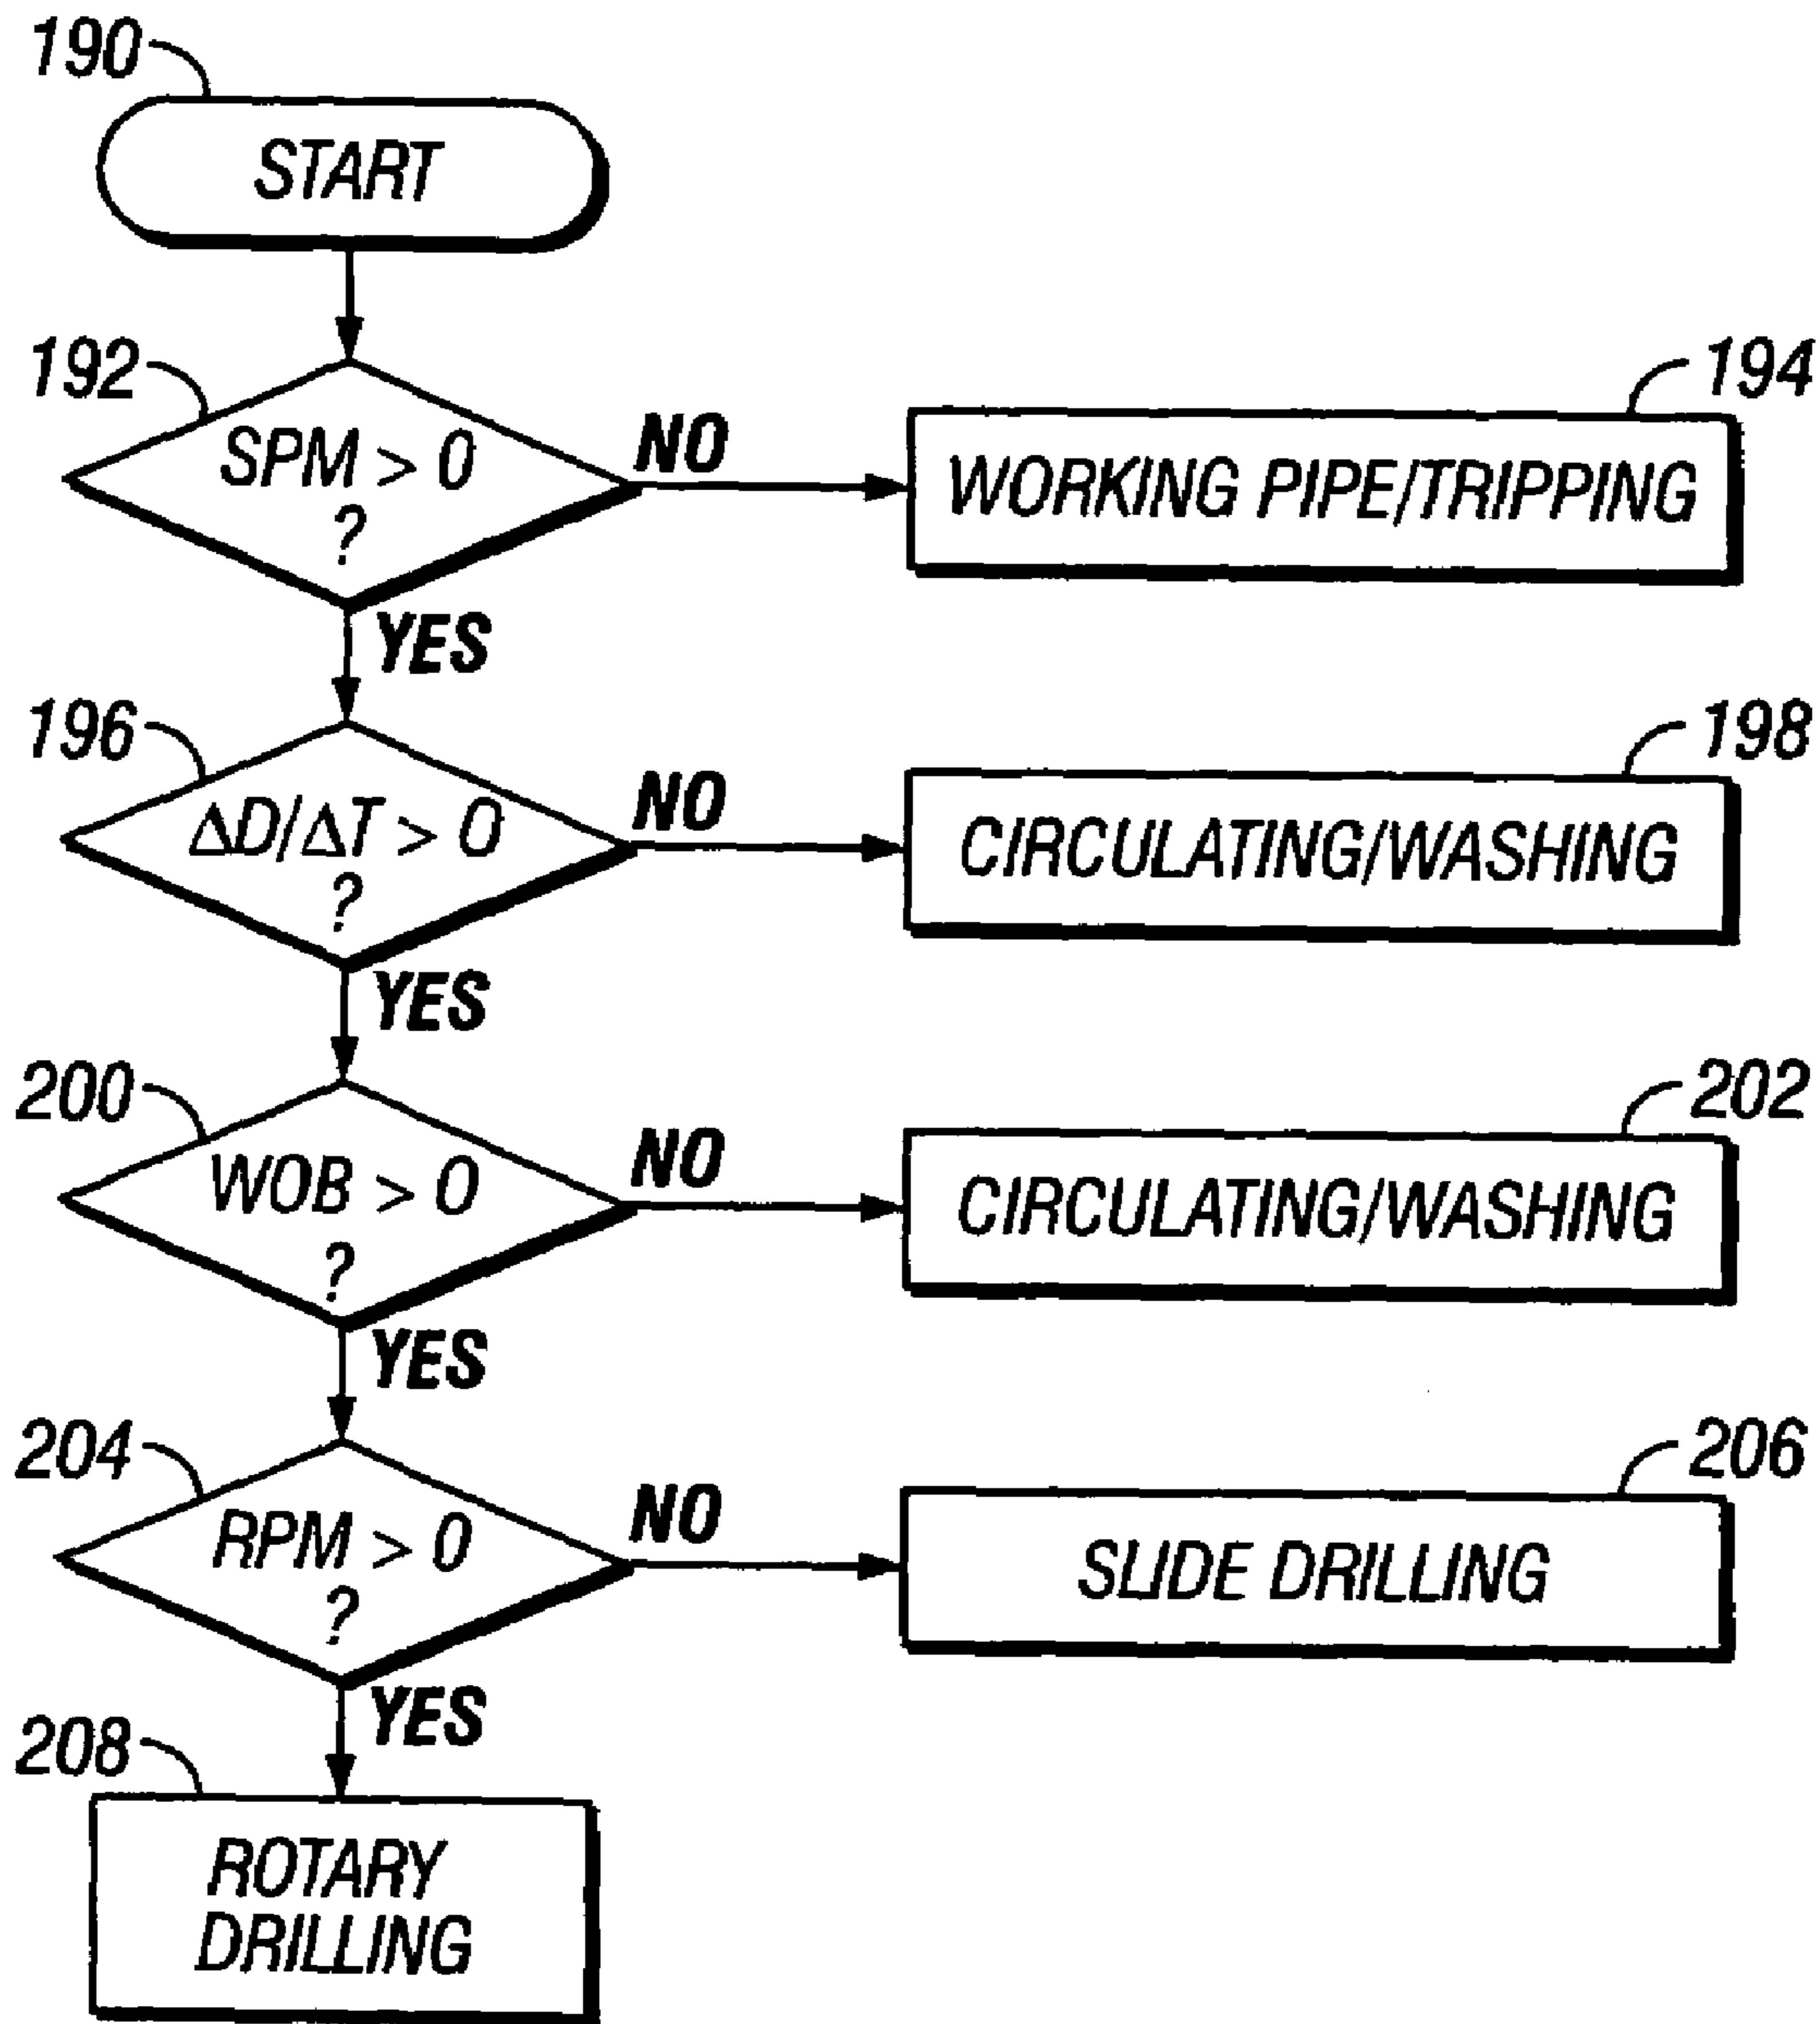 190
START
192
SPM > 0
?
NO
194
WORKING PIPE/TRIPPING
YES
196
ΔD/ΔT > 0
?
NO
198
CIRCULATING/WASHING
YES
200
WOB > 0
?
NO
202
CIRCULATING/WASHING
YES
204
RPM > 0
?
NO
206
SLIDE DRILLING
YES
208
ROTARY
DRILLING